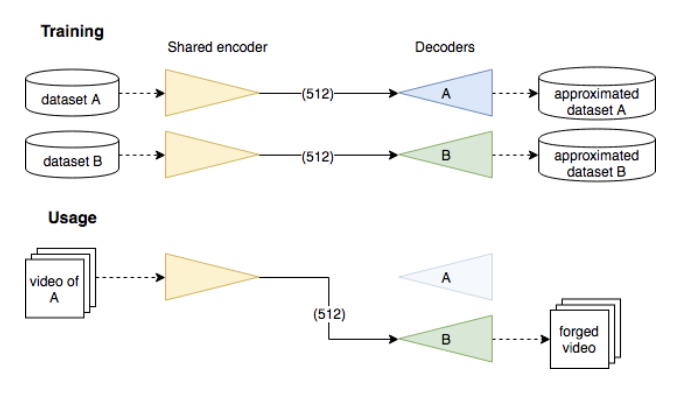 Training
Shared encoder
Decoders
dataset A
(512)
A
approximated
dataset A
dataset B
(512)
B
approximated
dataset B
Usage
video of
A
(512)
A
B
forged
video